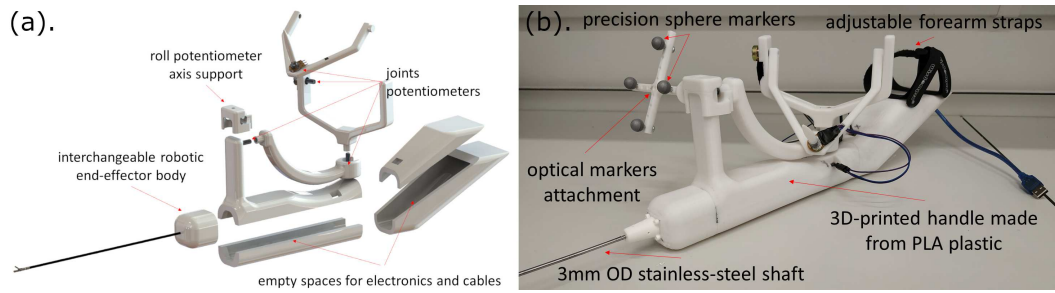 (a).
roll potentiometer
axis support
joints
potentiometers
interchangeable robotic
end-effector body
empty spaces for electronics and cables
(b).
precision sphere markers
adjustable forearm straps
optical markers
attachment
3D-printed handle made
from PLA plastic
3mm OD stainless-steel shaft